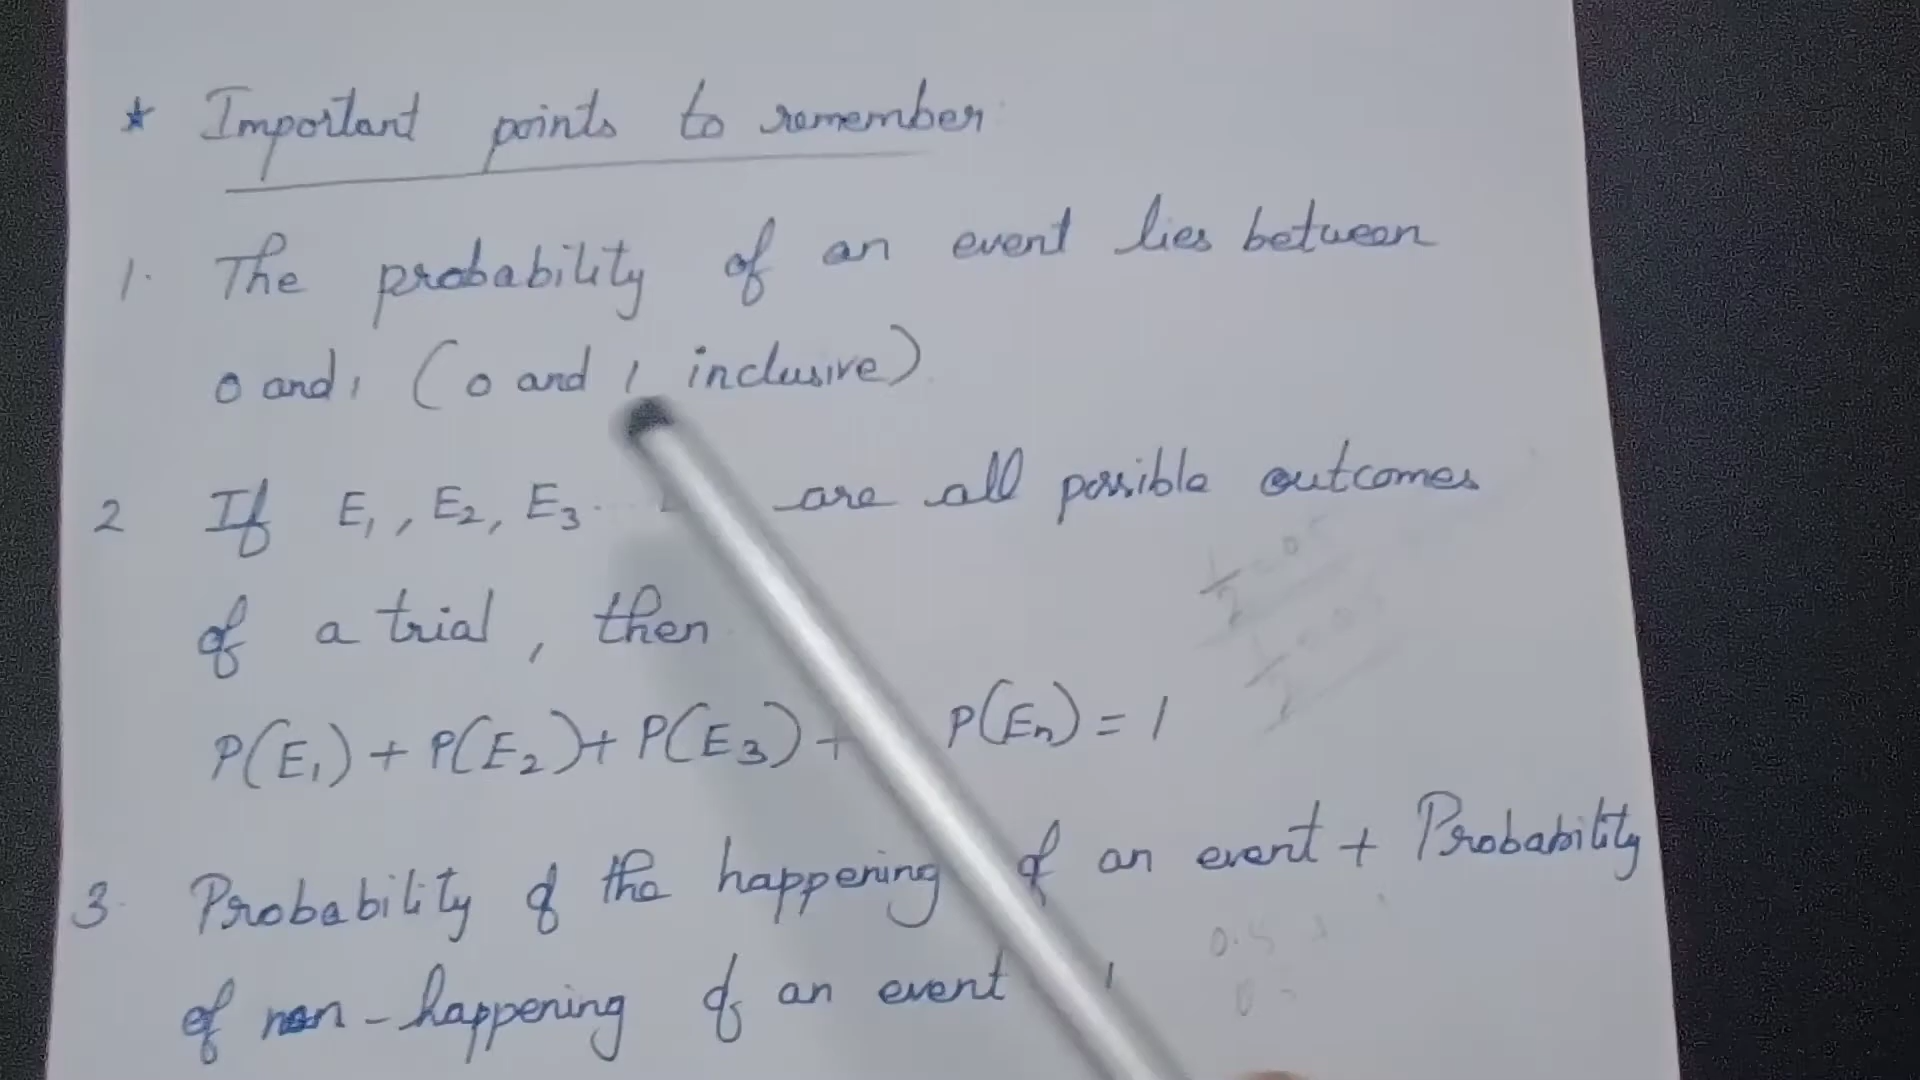 * Important points to remember
1. The probability of an event lies between
0 and 1 (0 and 1 inclusive)
2 If E₁, E₂, E₃ .... are all possible outcomes
of a trial, then
P(E₁) + P(E₂) + P(E₃) + P(Eₙ) = 1
3. Probability of the happening of an event + Probability
of non-happening of an event 1